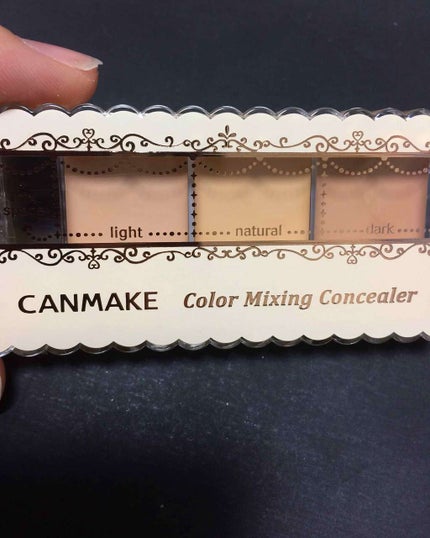 light natural dark
CANMAKE Color Mixing Concealer